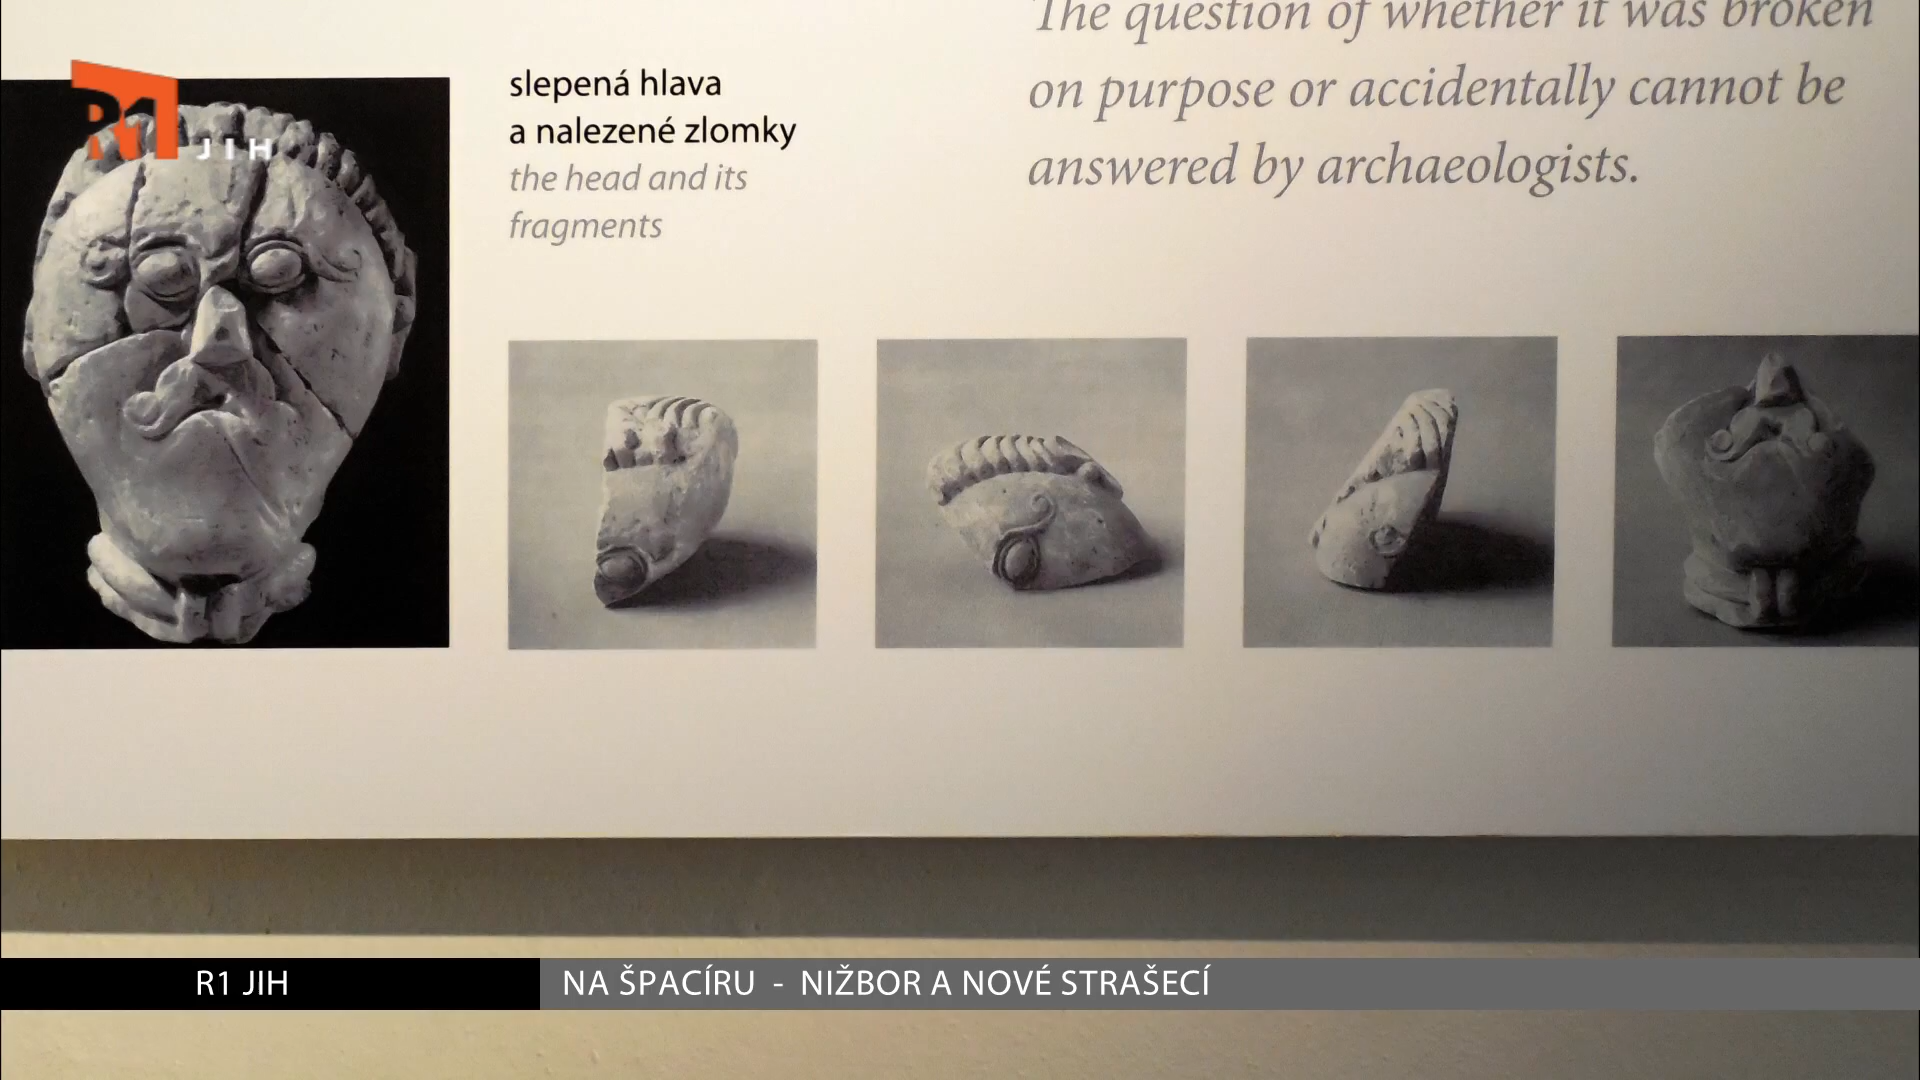 R1
JIH
slepená hlava
a nalezené zlomky
the head and its
fragments
The question of whether it was broken
on purpose or accidentally cannot be
answered by archaeologists.
R1 JIH
NA ŠPACÍRU - NIŽBOR A NOVÉ STRAŠECÍ